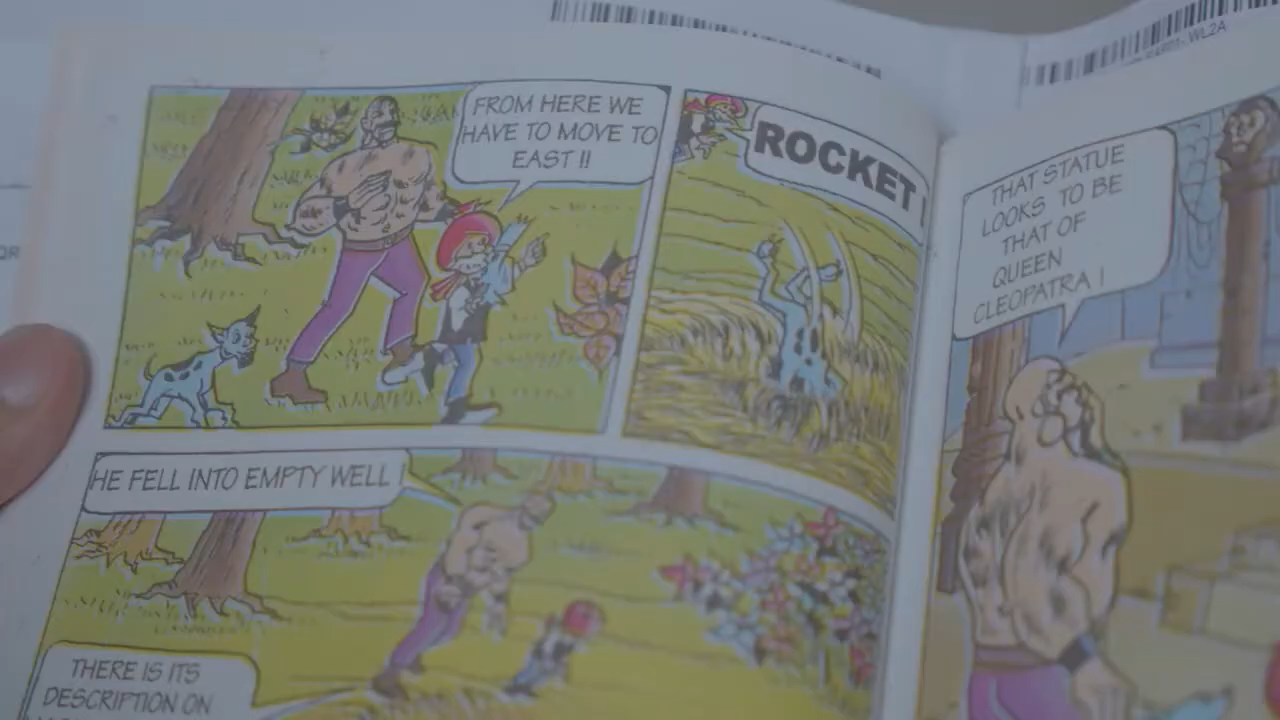 FROM HERE WE
HAVE TO MOVE TO
EAST !!
ROCKET
HE FELL INTO EMPTY WELL !
THERE IS ITS
DESCRIPTION ON
THAT STATUE
LOOKS TO BE
THAT OF
QUEEN
CLEOPATRA !
WL2A